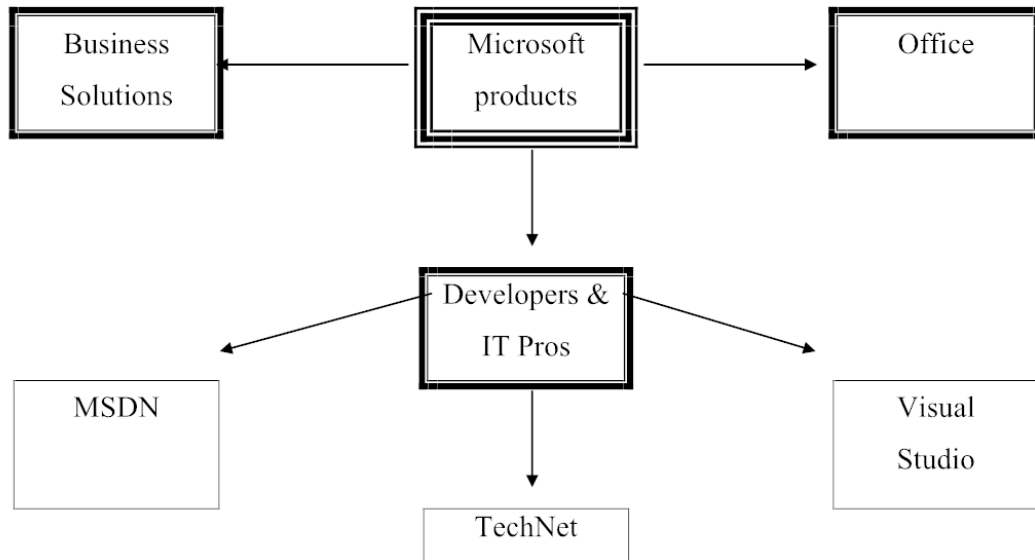 Business
Solutions
Microsoft
products
Office
Developers &
IT Pros
MSDN
Visual
Studio
TechNet